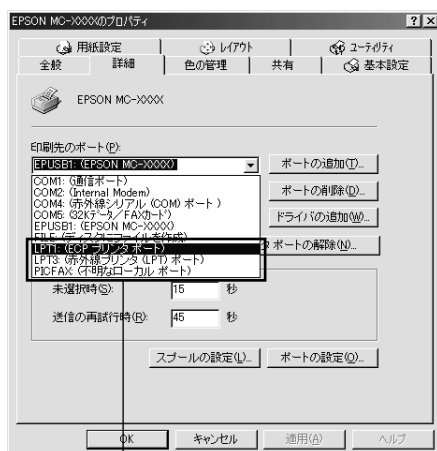 EPSON MC-XXXXのプロパティ
用紙設定 レイアウト ユーティリティ
全般 詳細 色の管理 共有 基本設定
EPSON MC-XXXX
印刷先のポート(P):
EPUSB1: (EPSON MC-XXXX) ポートの追加(T)...
COM1: (通信ポート)
COM2: (Internal Modem) ポートの削除(D)...
COM4: (赤外線シリアル (COM) ポート )
COM5: (32Kデータ/FAXカード) ドライバの追加(W)...
EPUSB1: (EPSON MC-XXXX)
FILE: (ディスクファイルを作成)
LPT1: (ECP プリンタ ポート) ポートの解除(N)...
LPT3: (赤外線プリンタ (LPT) ポート)
PICFAX: (不明なローカル ポート)
未選択時(S): 15 秒
送信の再試行時(R): 45 秒
スプールの設定(L)... ポートの設定(O)...
OK キャンセル 適用(A) ヘルプ